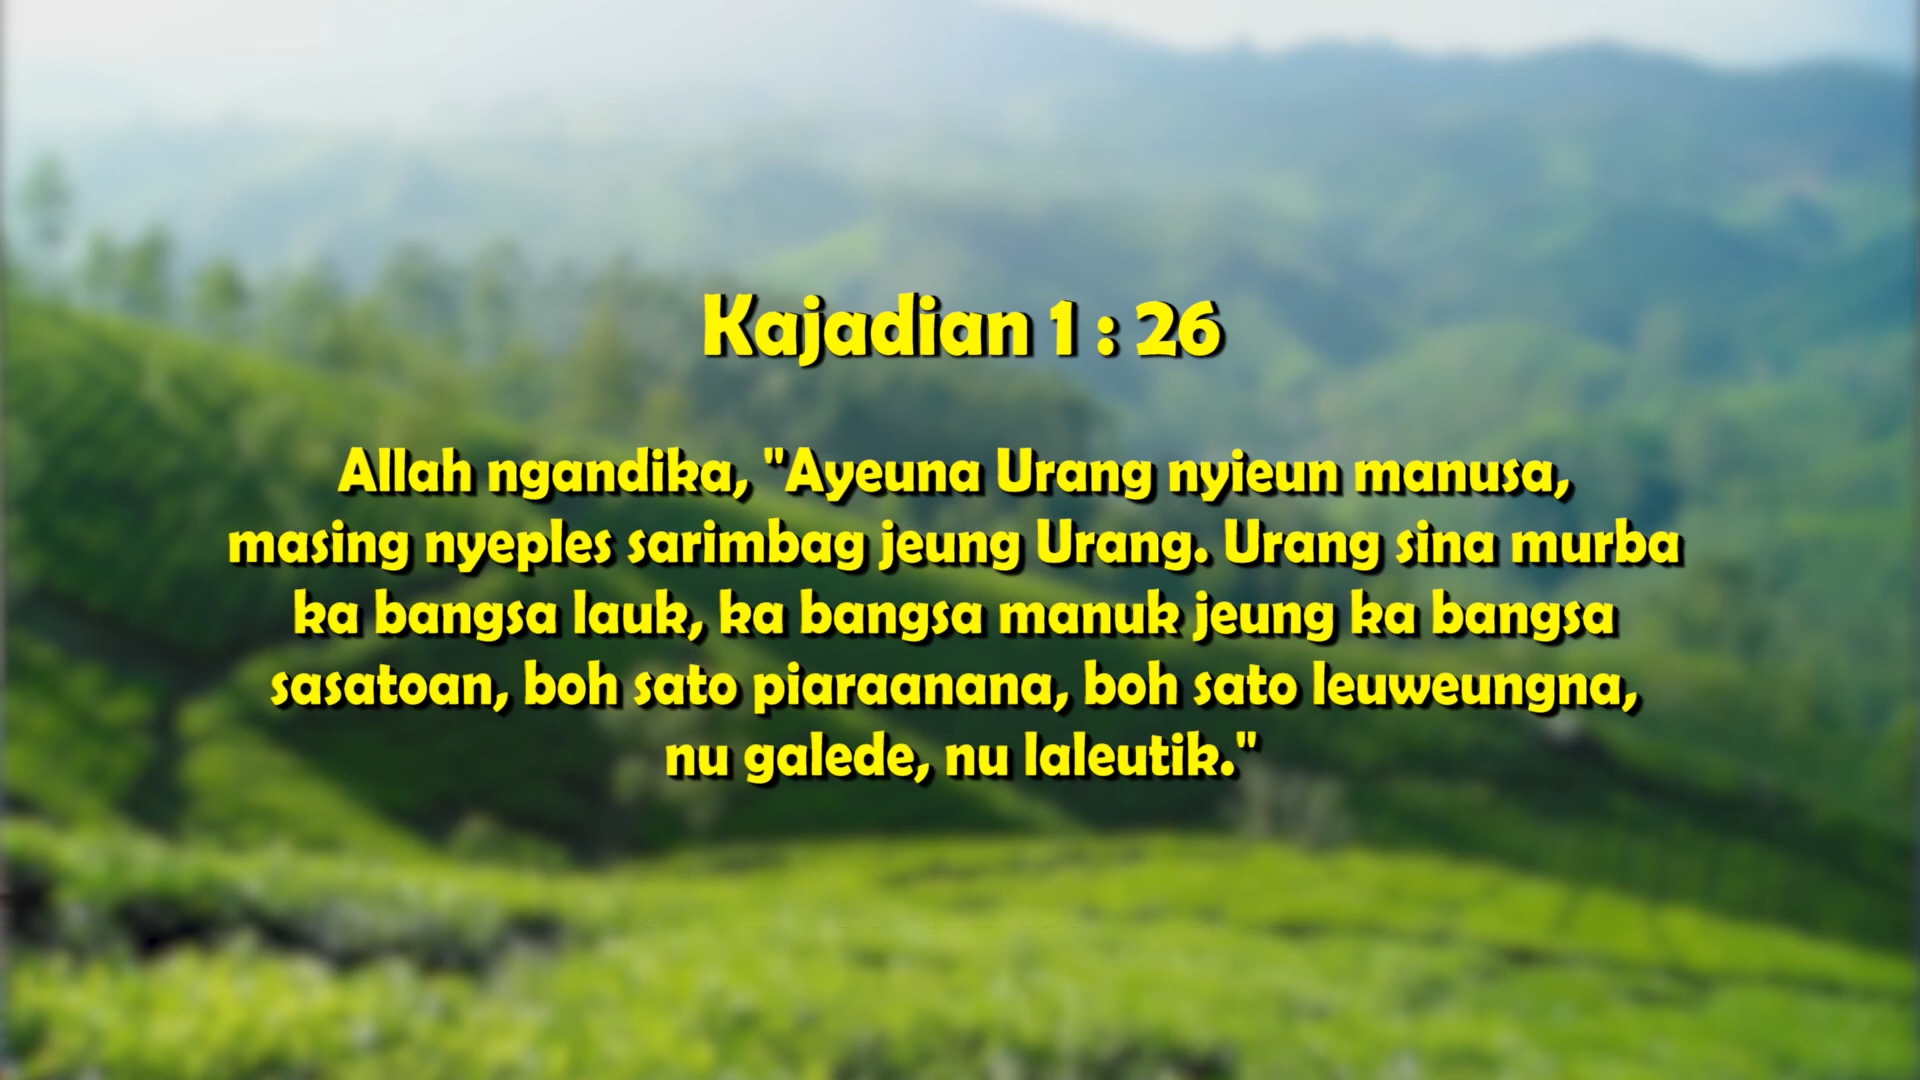 Kajadian 1 : 26
Allah ngandika, "Ayeuna Urang nyieun manusa,
masing nyeples sarimbag jeung Urang. Urang sina murba
ka bangsa lauk, ka bangsa manuk jeung ka bangsa
sasatoan, boh sato piaraanana, boh sato leuweungna,
nu galede, nu laleutik."